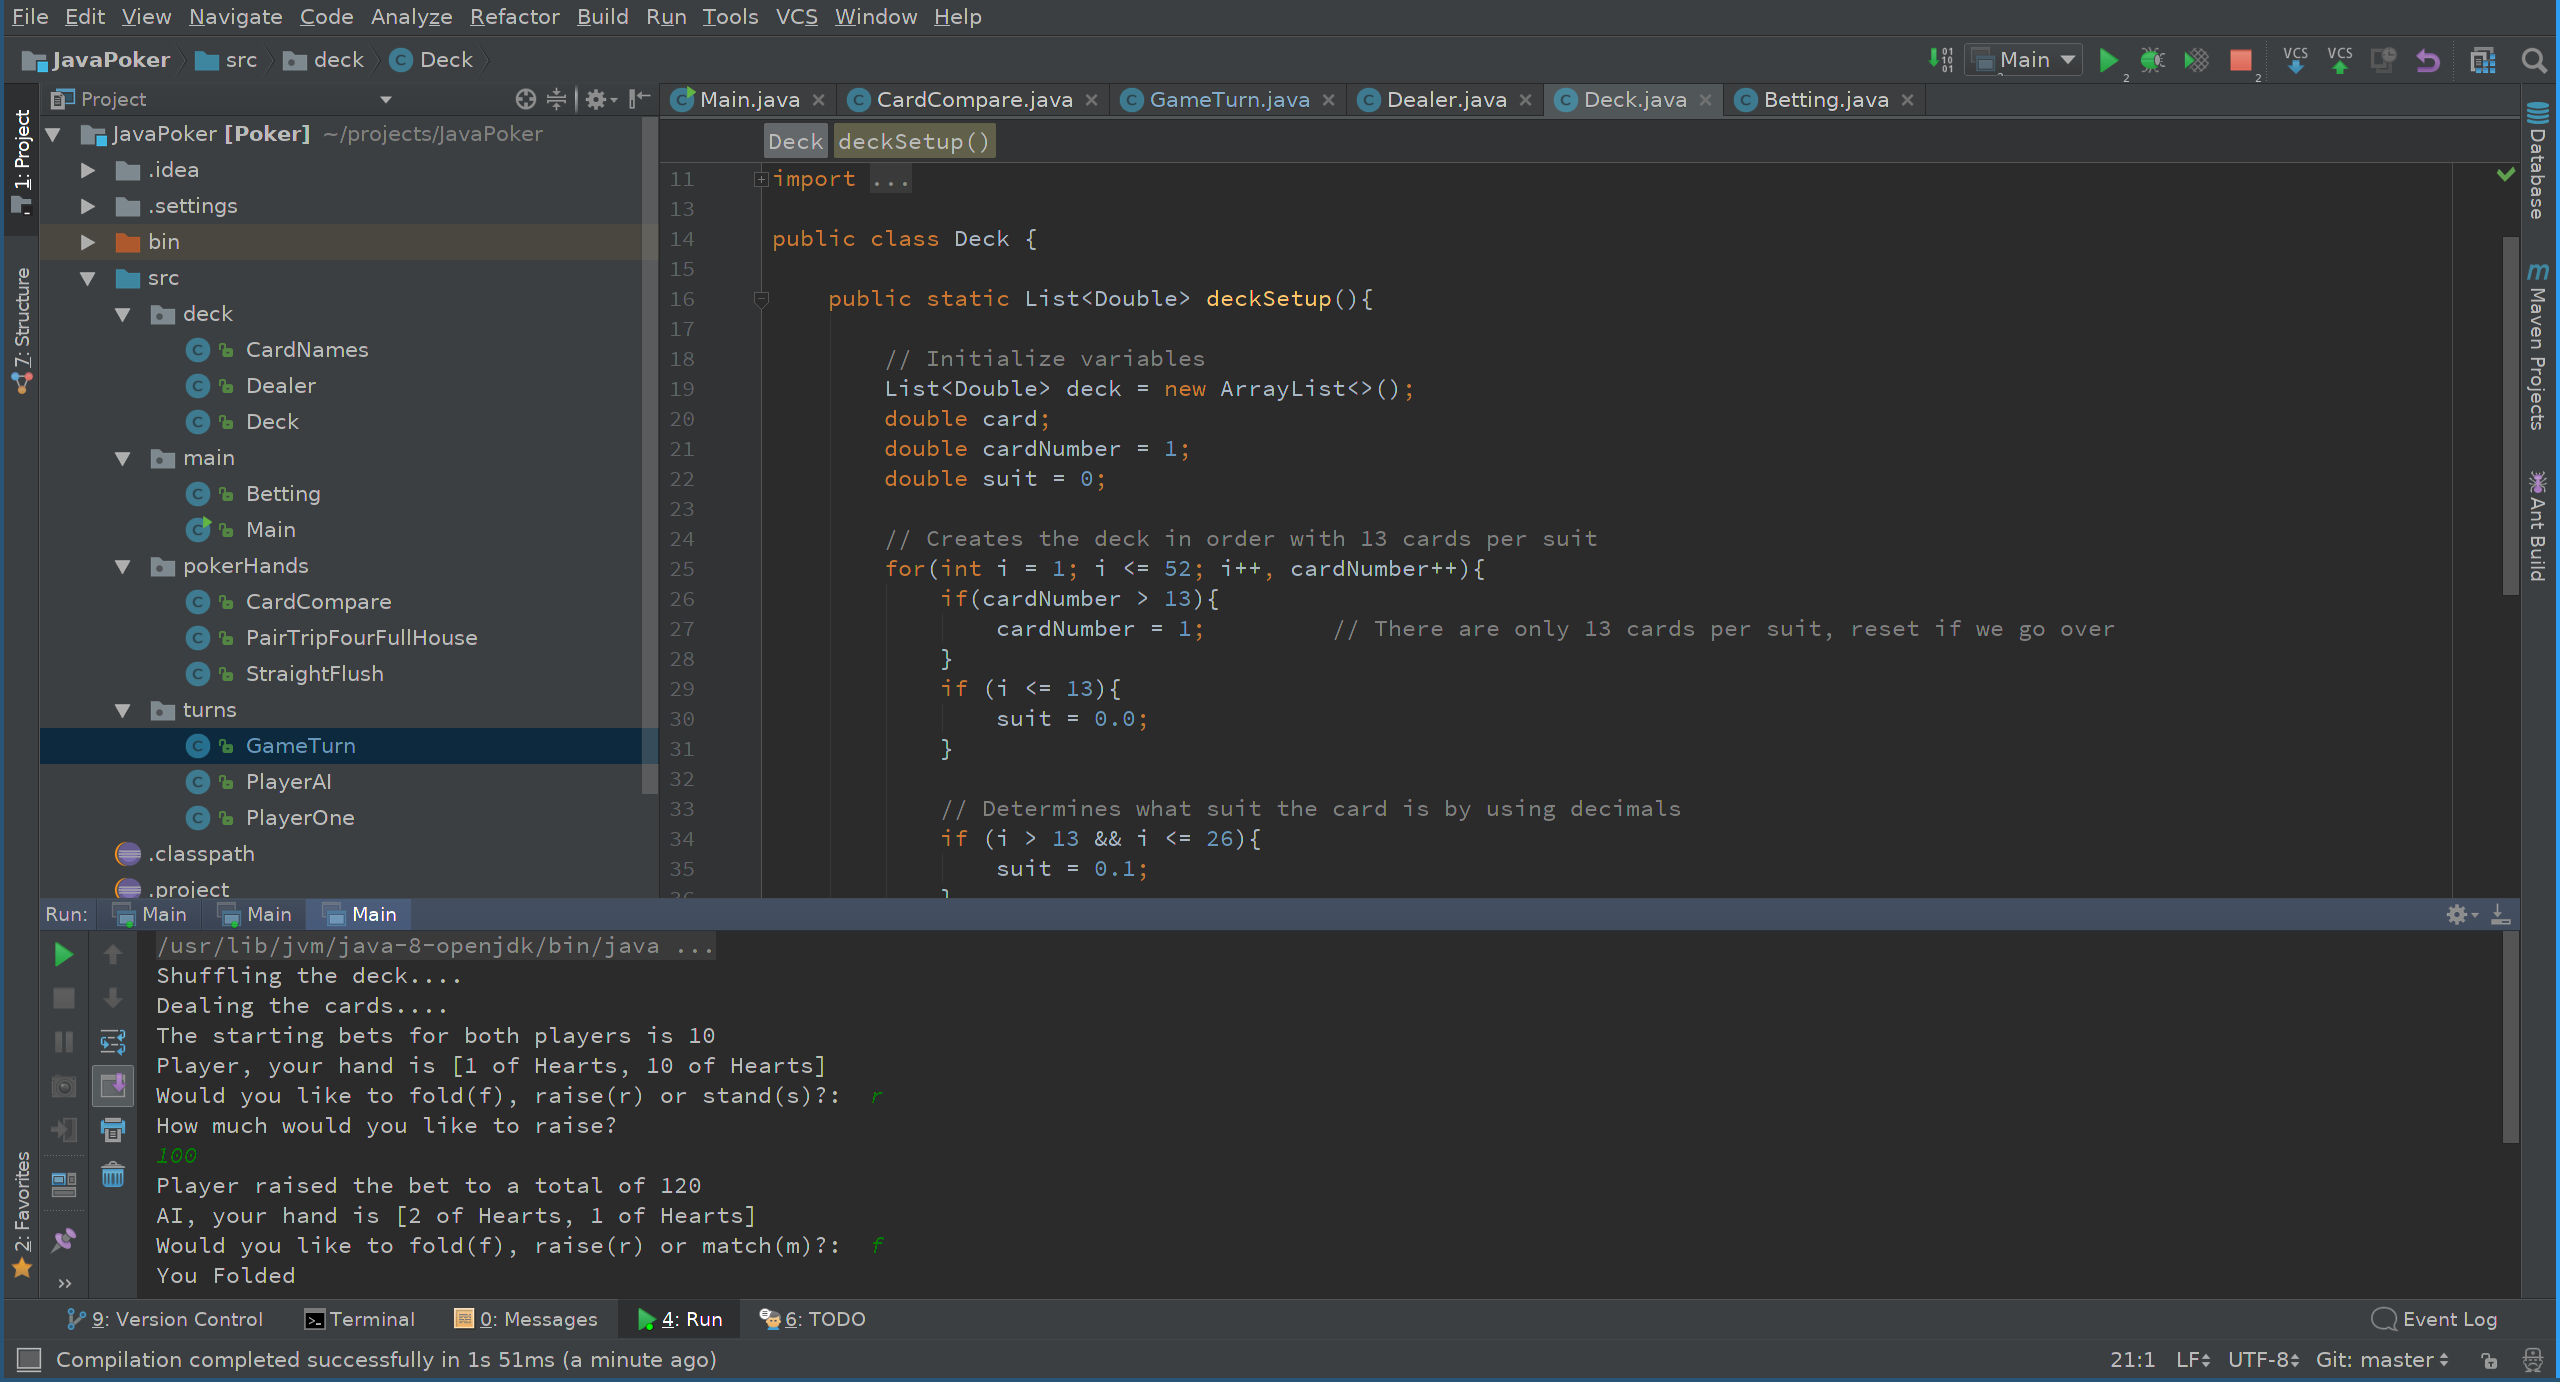 File Edit View Navigate Code Analyze Refactor Build Run Tools VCS Window Help
JavaPoker src deck Deck
Main
2
2
VCS
VCS
Project
Main.java CardCompare.java GameTurn.java Dealer.java Deck.java Betting.java
1: Project
7: Structure
2: Favorites
JavaPoker [Poker] ~/projects/JavaPoker
.idea
.settings
bin
src
deck
CardNames
Dealer
Deck
main
Betting
Main
pokerHands
CardCompare
PairTripFourFullHouse
StraightFlush
turns
GameTurn
PlayerAI
PlayerOne
.classpath
.project
Deck deckSetup()
11 import ...
13
14 public class Deck {
15
16 public static List<Double> deckSetup(){
17
18 // Initialize variables
19 List<Double> deck = new ArrayList<>();
20 double card;
21 double cardNumber = 1;
22 double suit = 0;
23
24 // Creates the deck in order with 13 cards per suit
25 for(int i = 1; i <= 52; i++, cardNumber++){
26 if(cardNumber > 13){
27 cardNumber = 1; // There are only 13 cards per suit, reset if we go over
28 }
29 if (i <= 13){
30 suit = 0.0;
31 }
32
33 // Determines what suit the card is by using decimals
34 if (i > 13 && i <= 26){
35 suit = 0.1;
36 }
Database
Maven Projects
Ant Build
Run: Main Main Main
/usr/lib/jvm/java-8-openjdk/bin/java ...
Shuffling the deck....
Dealing the cards....
The starting bets for both players is 10
Player, your hand is [1 of Hearts, 10 of Hearts]
Would you like to fold(f), raise(r) or stand(s)?: r
How much would you like to raise?
100
Player raised the bet to a total of 120
AI, your hand is [2 of Hearts, 1 of Hearts]
Would you like to fold(f), raise(r) or match(m)?: f
You Folded
9: Version Control Terminal 0: Messages 4: Run 6: TODO Event Log
Compilation completed successfully in 1s 51ms (a minute ago) 21:1 LF UTF-8 Git: master